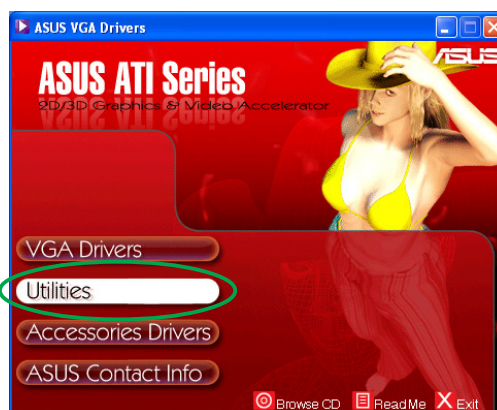 ASUS VGA Drivers
ASUS
ASUS ATI Series
2D/3D Graphics & Video Accelerator
VGA Drivers
Utilities
Accessories Drivers
ASUS Contact Info
Browse CD ReadMe Exit